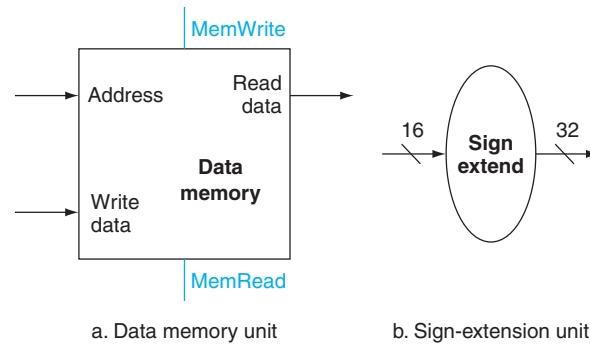 MemWrite
Address
Read
data
Data
memory
Write
data
MemRead
16
Sign
extend
32
a. Data memory unit
b. Sign-extension unit